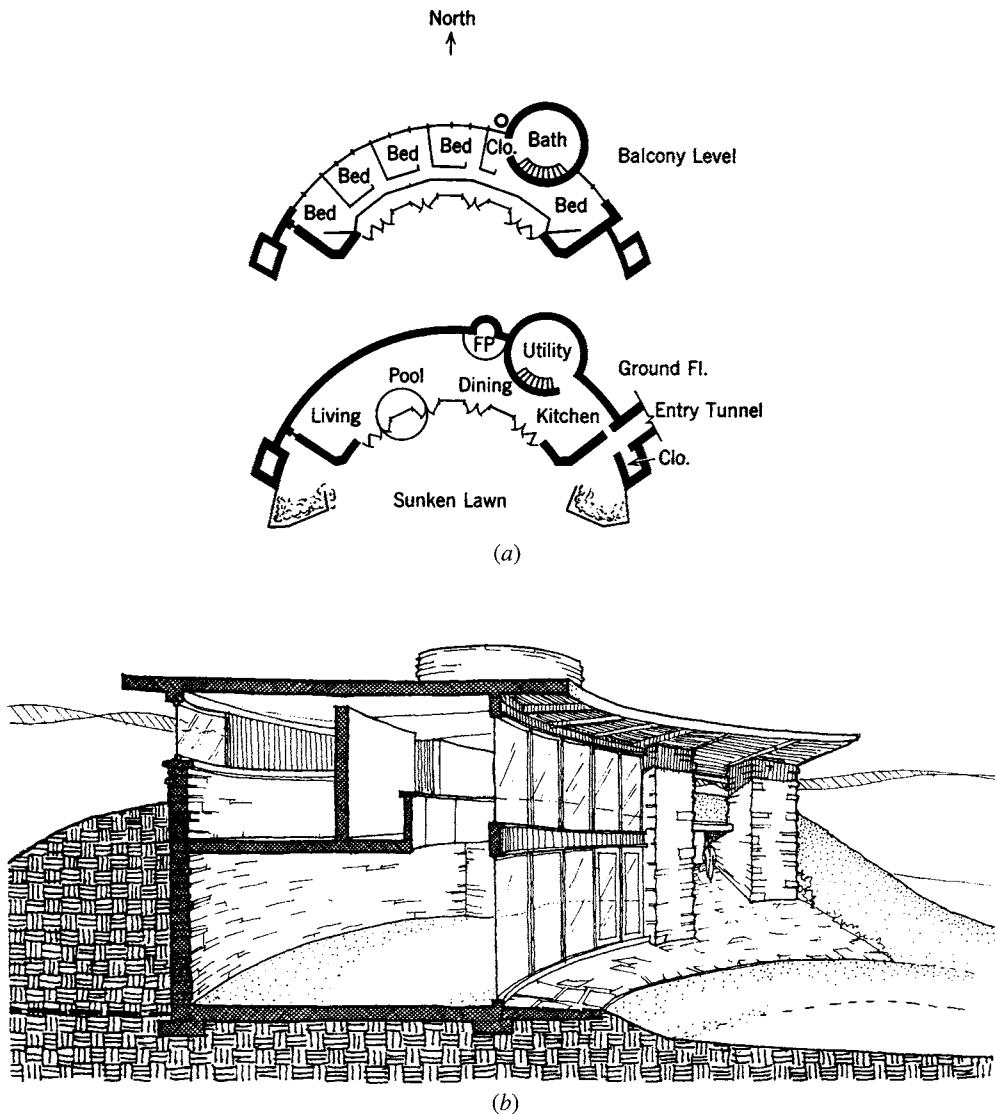 North
Bath
Clo.
Bed
Bed
Bed
Bed
Bed
Bed
Balcony Level
FP
Utility
Ground Fl.
Pool
Dining
Living
Kitchen
Entry Tunnel
Clo.
Sunken Lawn
(a)
(b)